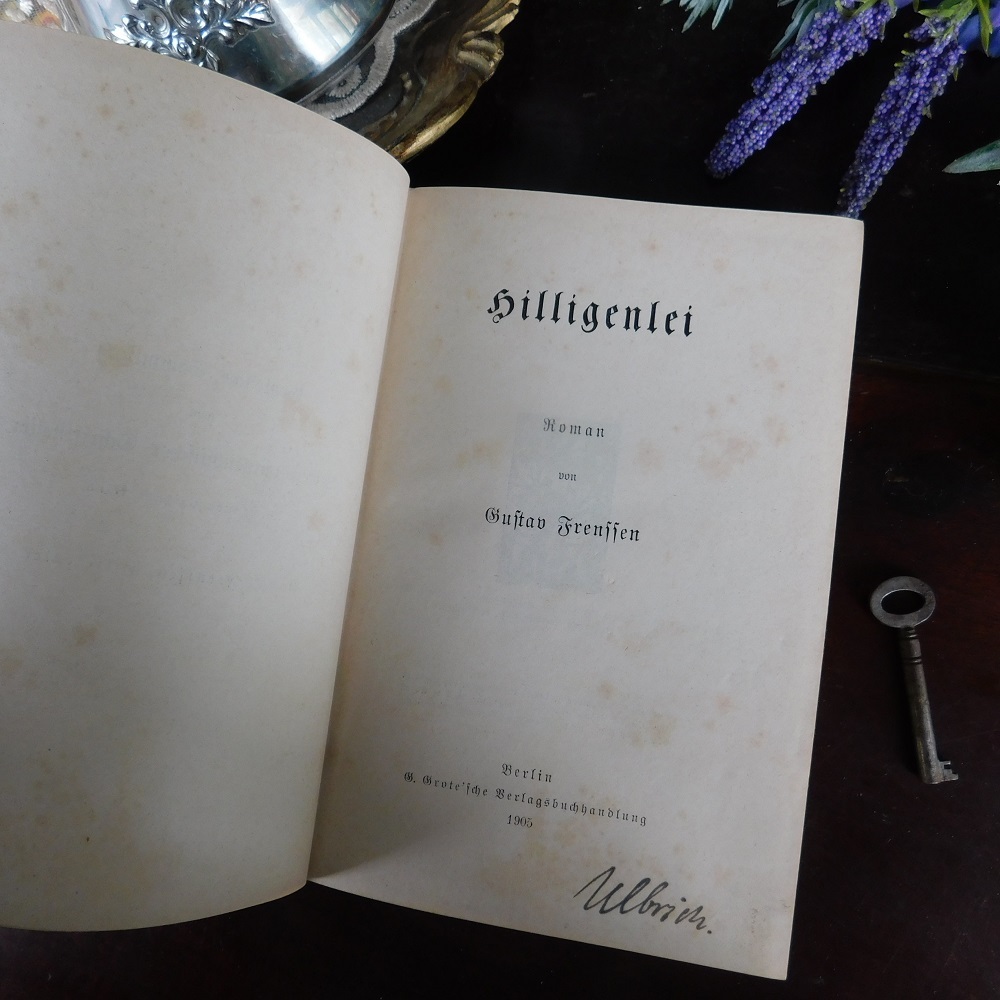 Hilligenlei
Roman
von
Guſtav Frenſſen
Berlin
G. Grote'ſche Verlagsbuchhandlung
1905
Ulbrich.